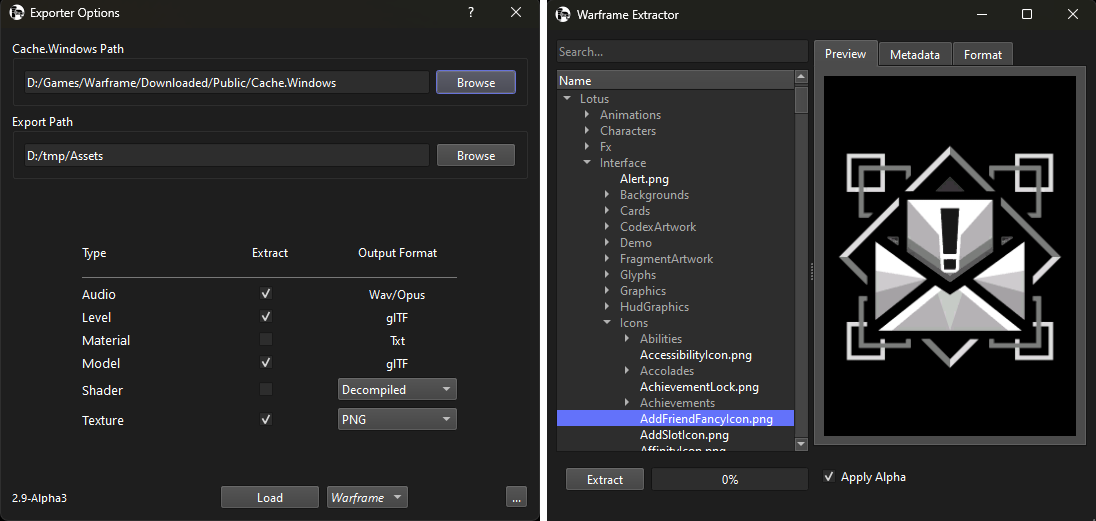 Exporter Options
?
Cache.Windows Path
D:/Games/Warframe/Downloaded/Public/Cache.Windows
Browse
Export Path
D:/tmp/Assets
Browse
Type Extract Output Format
Audio Wav/Opus
Level glTF
Material Txt
Model glTF
Shader Decompiled
Texture PNG
2.9-Alpha3
Load
Warframe
...
Warframe Extractor
Search...
Name
Lotus
Animations
Characters
Fx
Interface
Alert.png
Backgrounds
Cards
CodexArtwork
Demo
FragmentArtwork
Glyphs
Graphics
HudGraphics
Icons
Abilities
AccessibilityIcon.png
Accolades
AchievementLock.png
Achievements
AddFriendFancyIcon.png
AddSlotIcon.png
AffinityIcon.png
Extract
0%
Preview Metadata Format
Apply Alpha